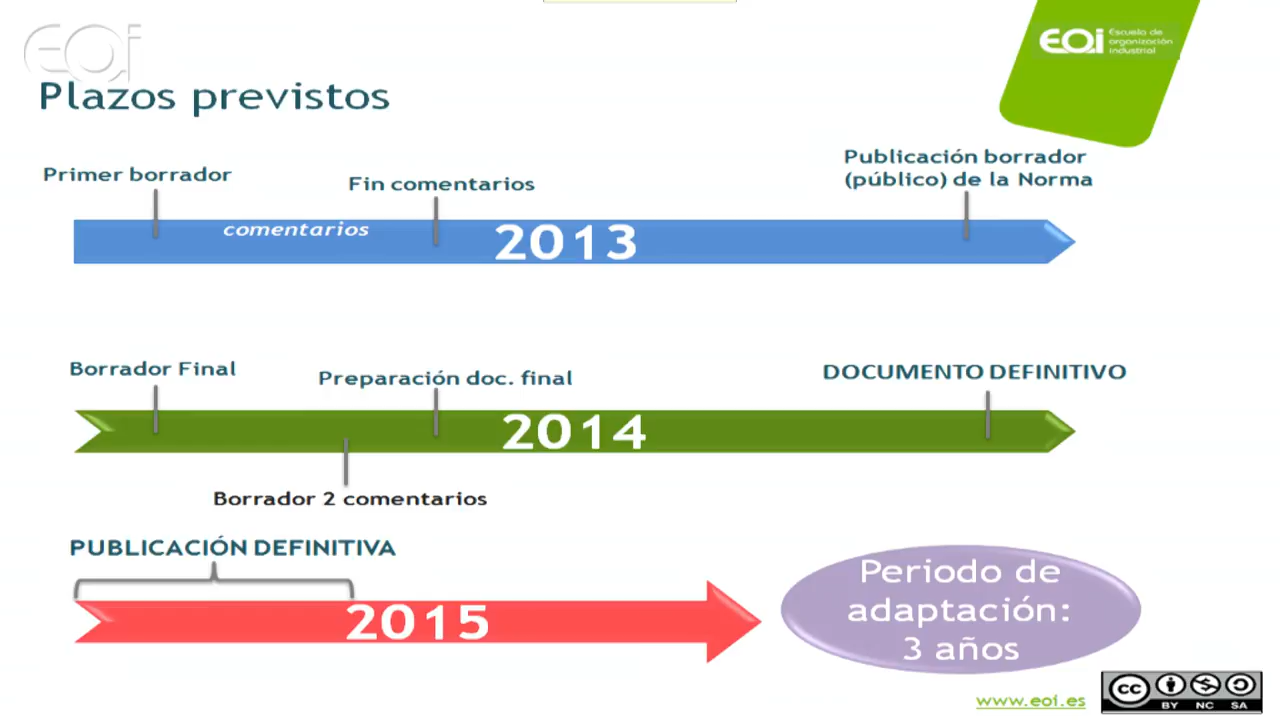 EOi
EOi Escuela de
organización
industrial
Plazos previstos
Primer borrador
Fin comentarios
Publicación borrador
(público) de la Norma
comentarios
2013
Borrador Final
Preparación doc. final
DOCUMENTO DEFINITIVO
2014
Borrador 2 comentarios
PUBLICACIÓN DEFINITIVA
2015
Periodo de
adaptación:
3 años
www.eoi.es
cc
BY NC SA